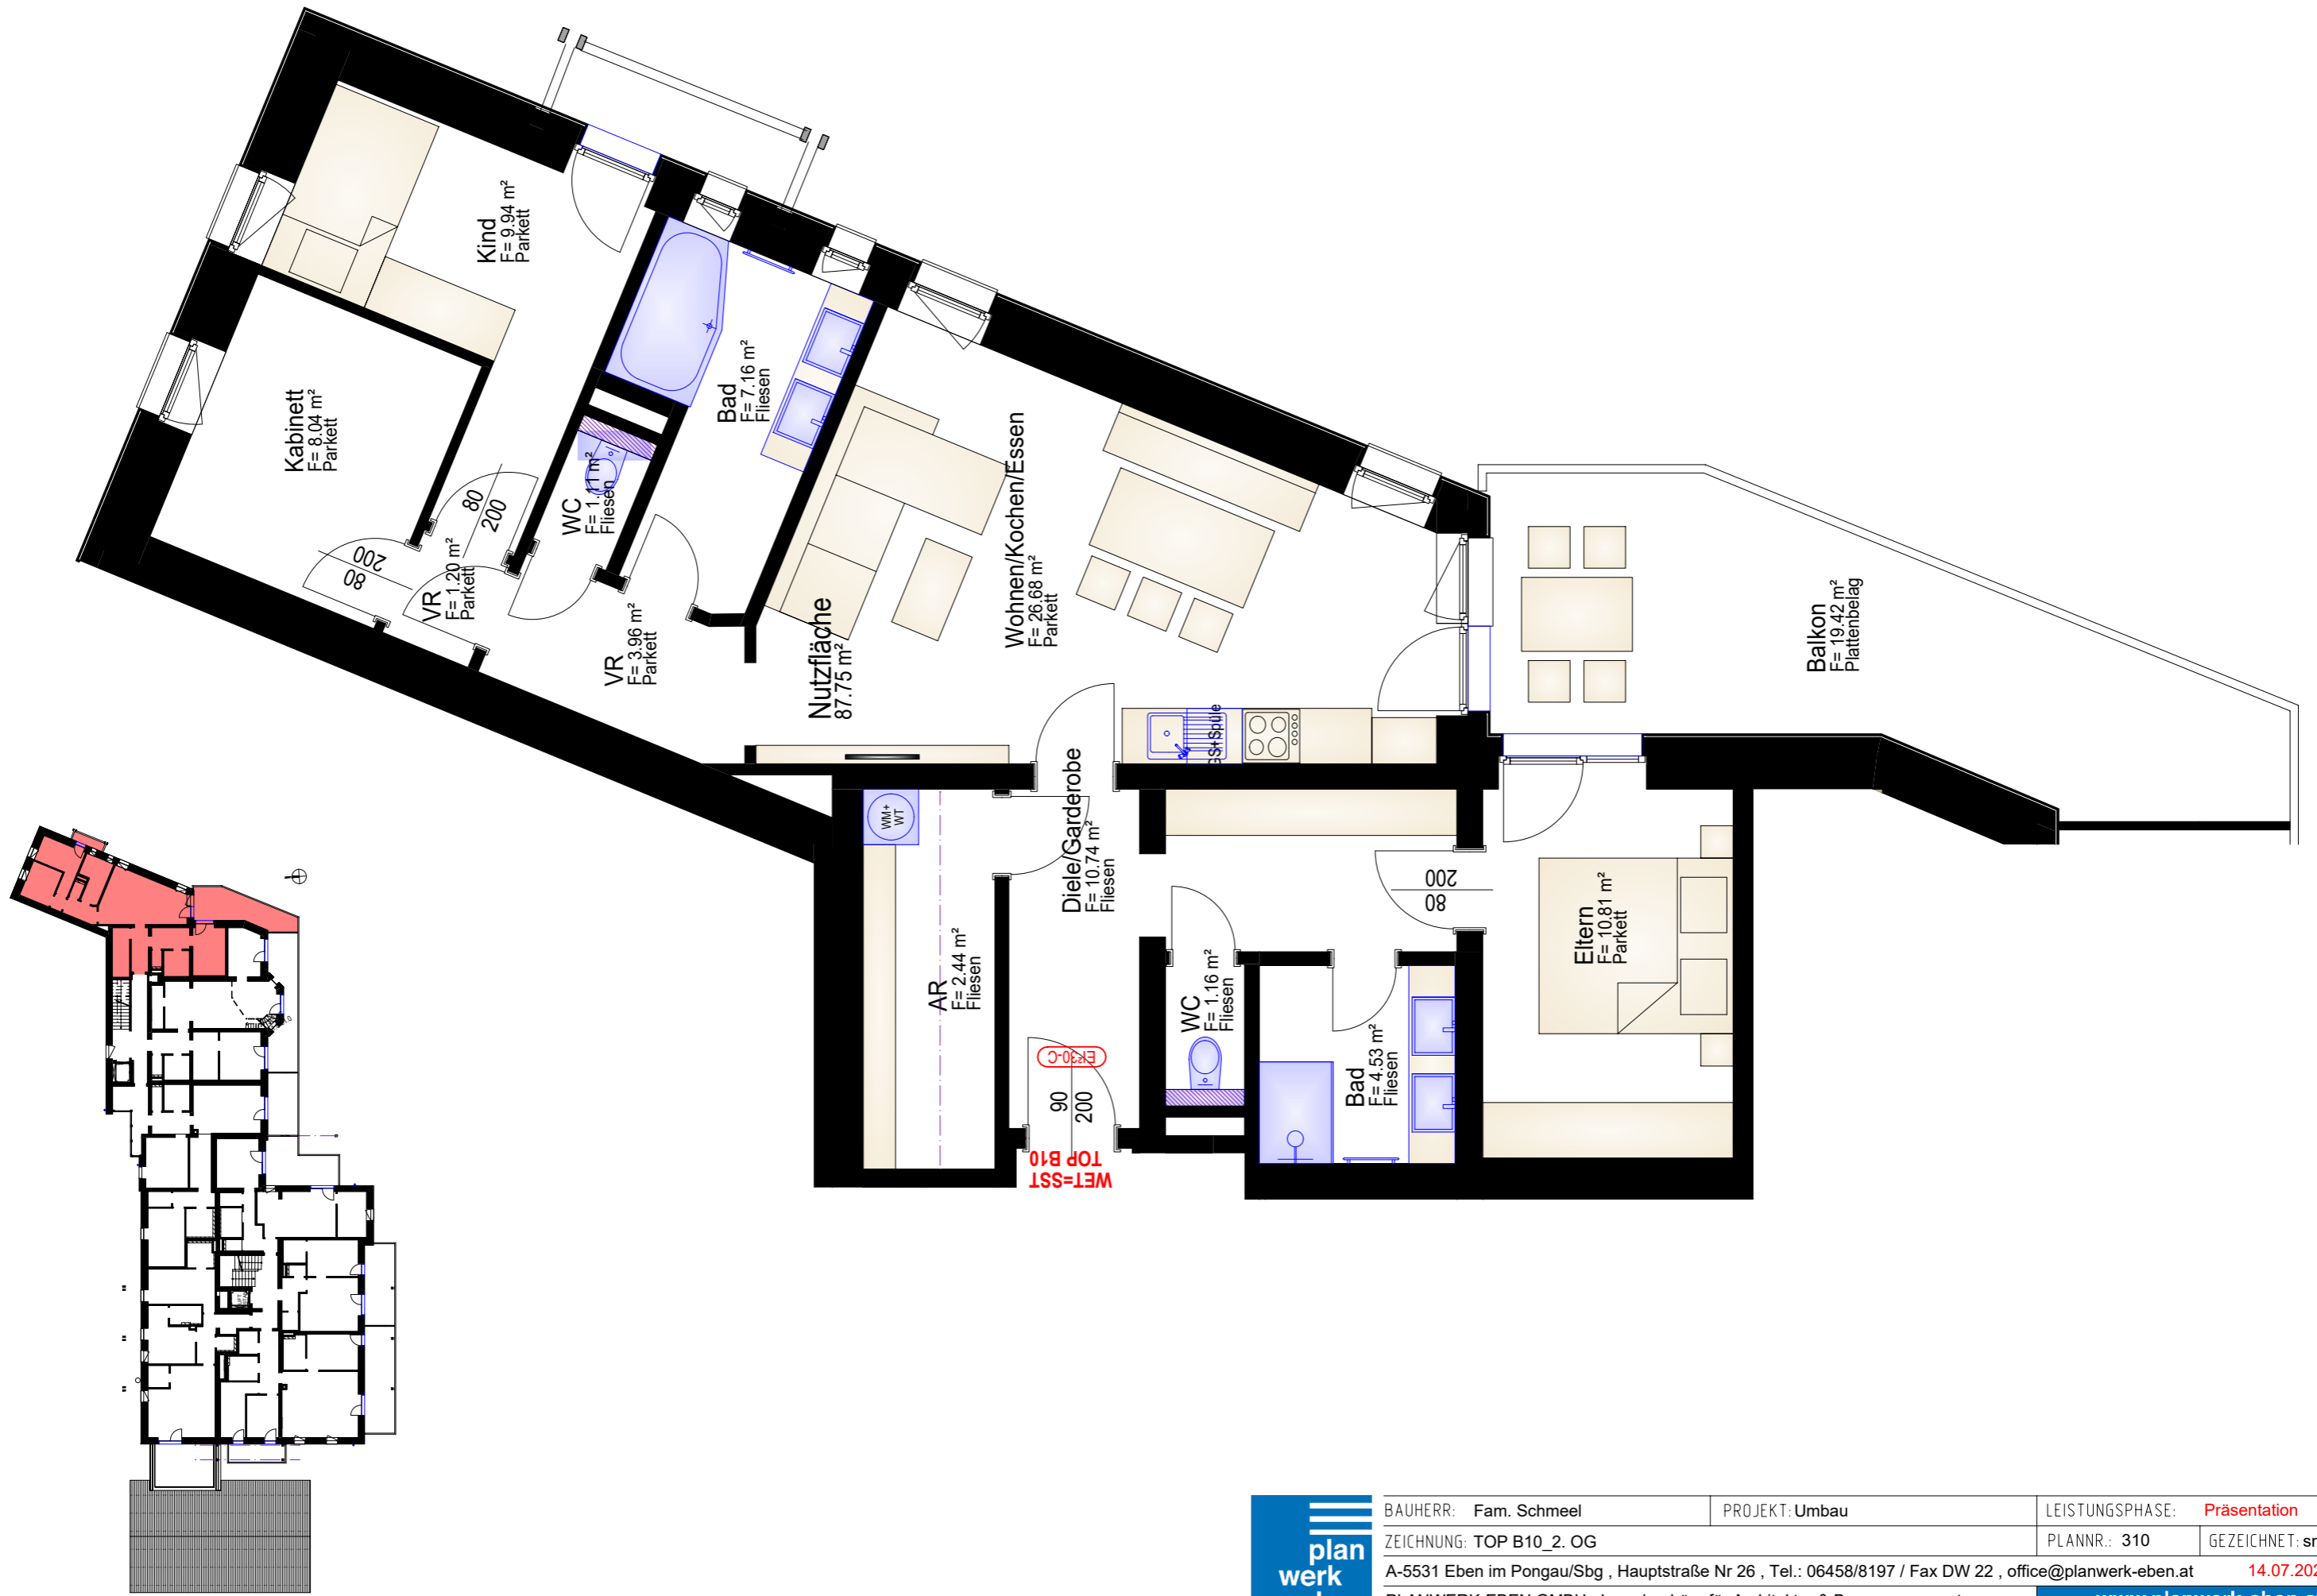 Kind
F= 9.94 m²
Parkett
Kabinett
F= 8.04 m²
Parkett
Bad
F= 7.16 m²
Fliesen
WC
F= 1.11 m²
Fliesen
80
200
80
200
VR
F= 1.20 m²
Parkett
VR
F= 3.96 m²
Parkett
Nutzfläche
87.75 m²
Wohnen/Kochen/Essen
F= 26.68 m²
Parkett
Balkon
F= 19.42 m²
Plattenbelag
GS+Spüle
WM+
WT
Diele/Garderobe
F= 10.74 m²
Fliesen
AR
F= 2.44 m²
Fliesen
WC
F= 1.16 m²
Fliesen
Bad
F= 4.53 m²
Fliesen
80
200
Eltern
F= 10.81 m²
Parkett
EI²30-C
90
200
WET=SST
TOP B10
plan
werk
BAUHERR: Fam. Schmeel
PROJEKT: Umbau
LEISTUNGSPHASE: Präsentation
ZEICHNUNG: TOP B10_2. OG
PLANNR.: 310
GEZEICHNET:
A-5531 Eben im Pongau/Sbg , Hauptstraße Nr 26 , Tel.: 06458/8197 / Fax DW 22 , office@planwerk-eben.at